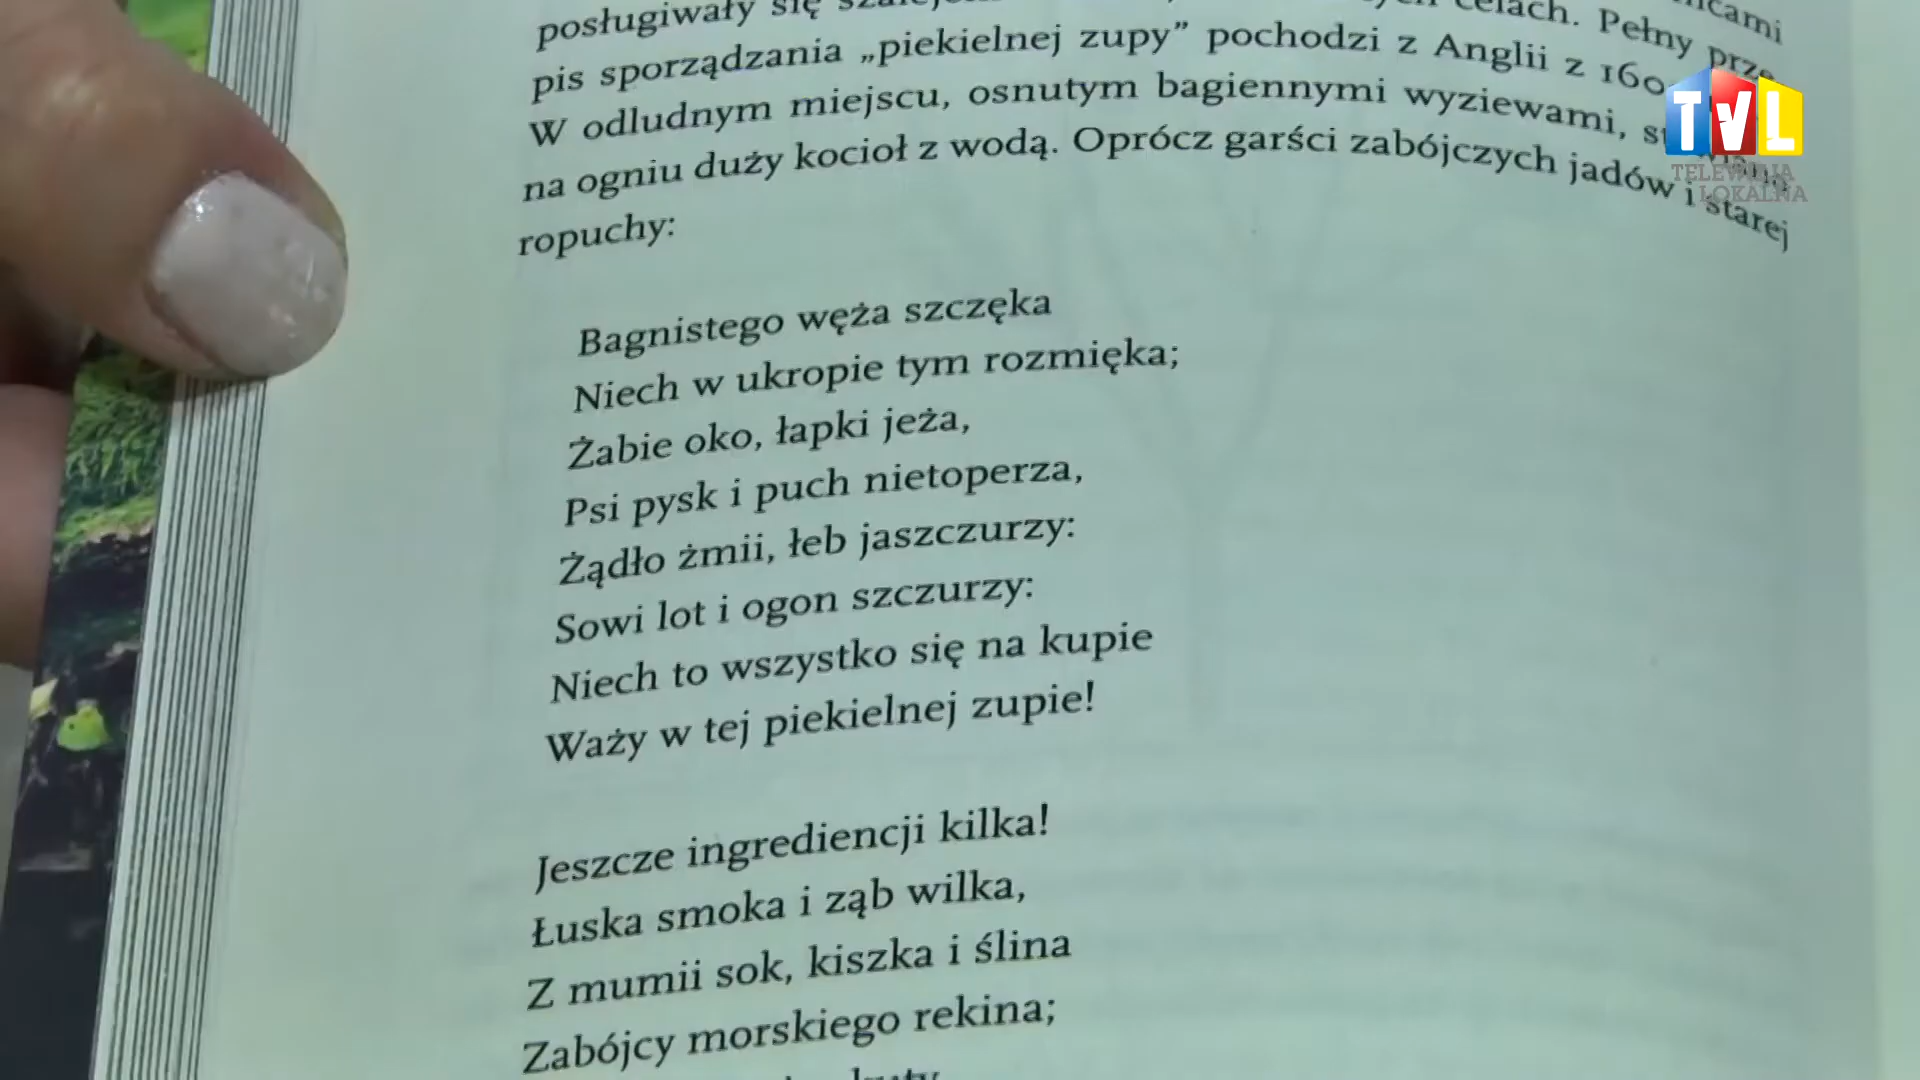 posługiwały się celach.
pis sporządzania „piekielnej zupy” pochodzi z Anglii z Pełny prze
W odludnym miejscu, osnutym bagiennymi wyziewami,
na ogniu duży kocioł z wodą. Oprócz garści zabójczych jadów i starej
ropuchy:
Bagnistego węża szczęka
Niech w ukropie tym rozmięka;
Żabie oko, łapki jeża,
Psi pysk i puch nietoperza,
Żądło żmii, łeb jaszczurzy:
Sowi lot i ogon szczurzy:
Niech to wszystko się na kupie
Waży w tej piekielnej zupie!
Jeszcze ingrediencji kilka!
Łuska smoka i ząb wilka,
Z mumii sok, kiszka i ślina
Zabójcy morskiego rekina;
TVL
TELEWIZJA
LOKALNA